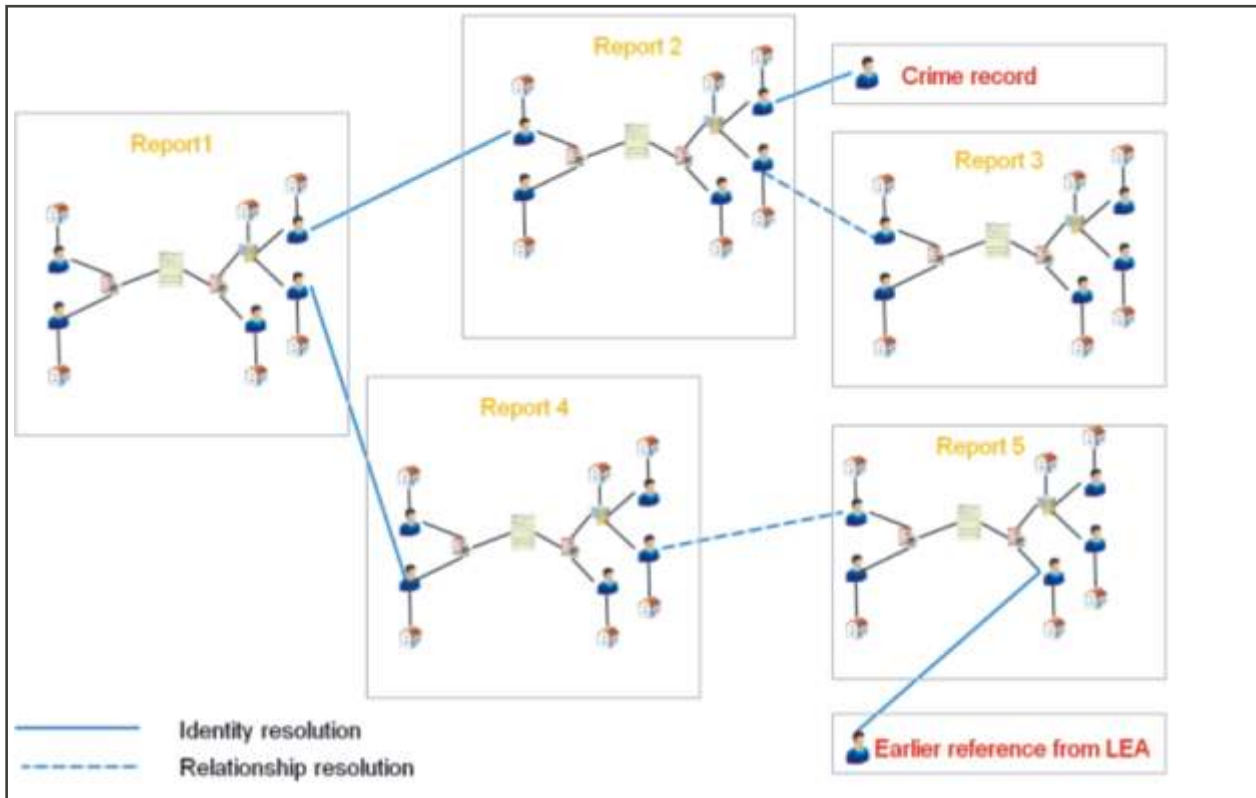 Report 2
Crime record
Report1
Report 3
Report 4
Report 5
Identity resolution
Relationship resolution
Earlier reference from LEA